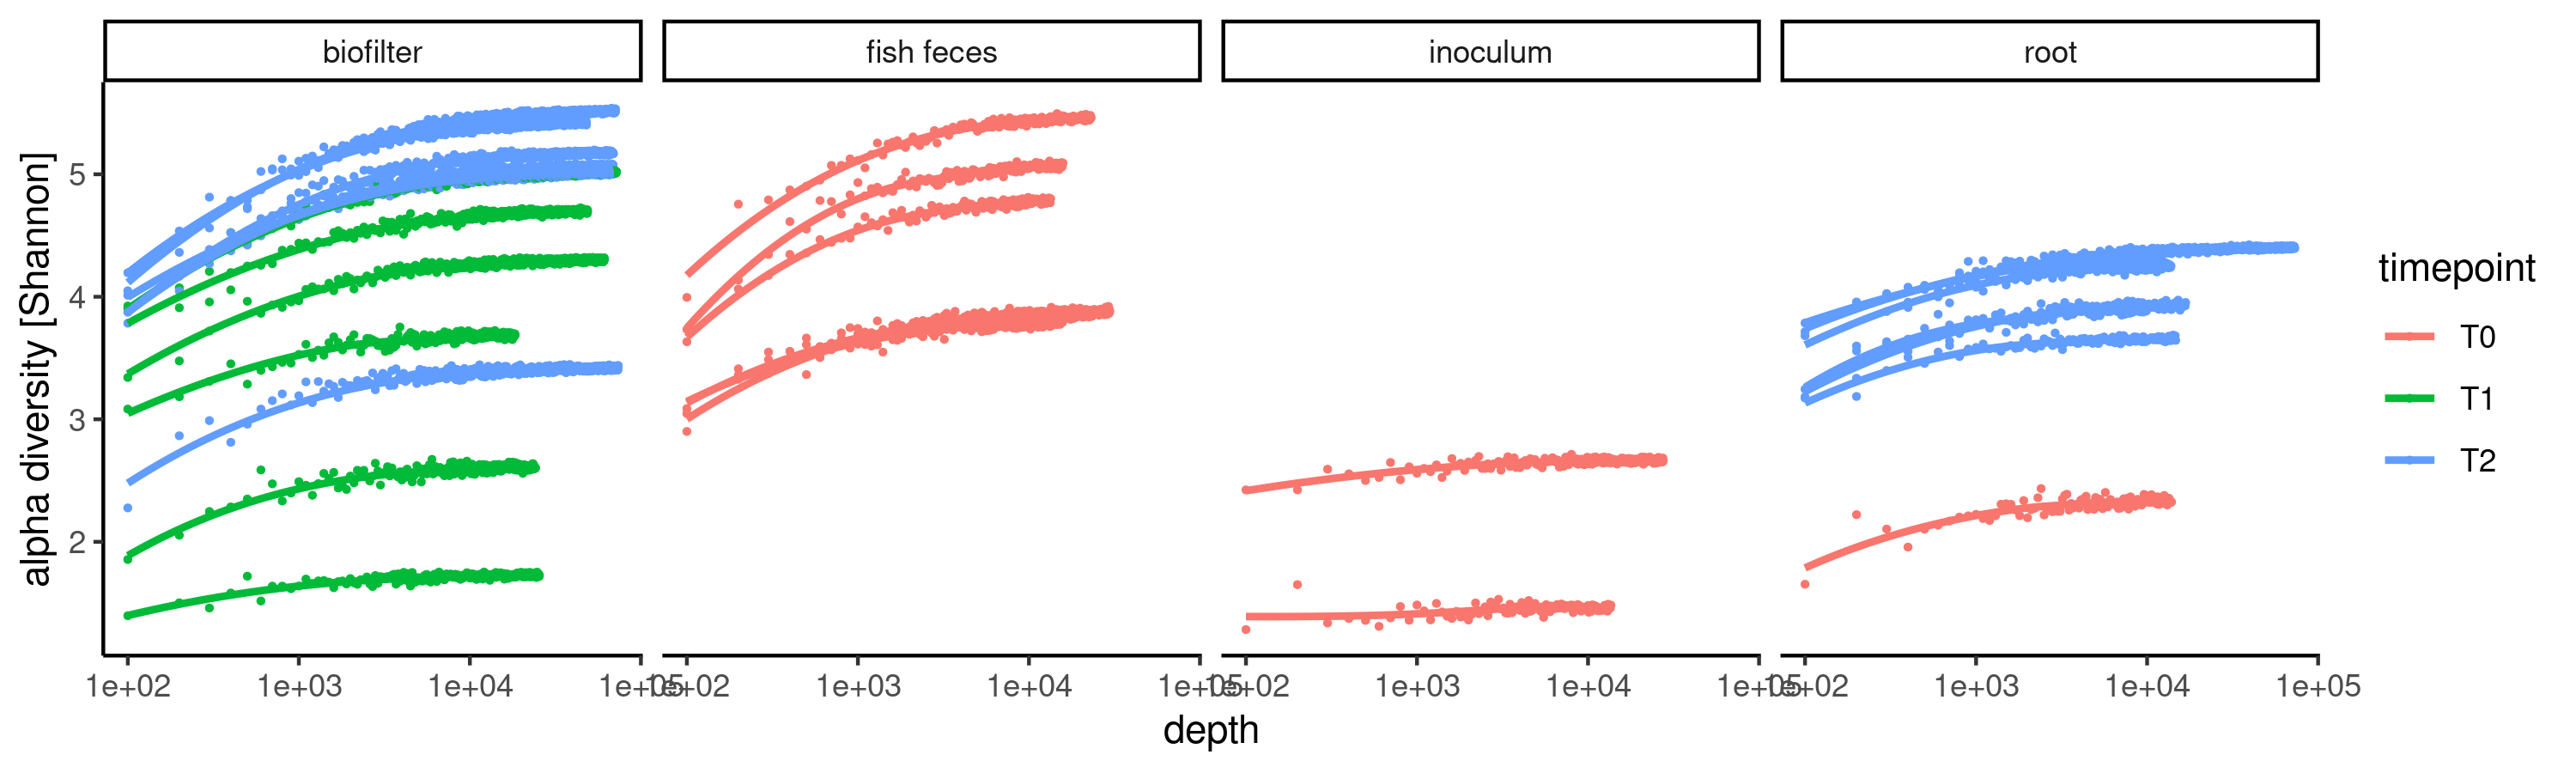 biofilter
fish feces
inoculum
root
alpha diversity [Shannon]
5
4
3
2
1e+02 1e+03 1e+04 1e+05
1e+02 1e+03 1e+04 1e+05
1e+02 1e+03 1e+04 1e+05
1e+02 1e+03 1e+04 1e+05
depth
timepoint
T0
T1
T2